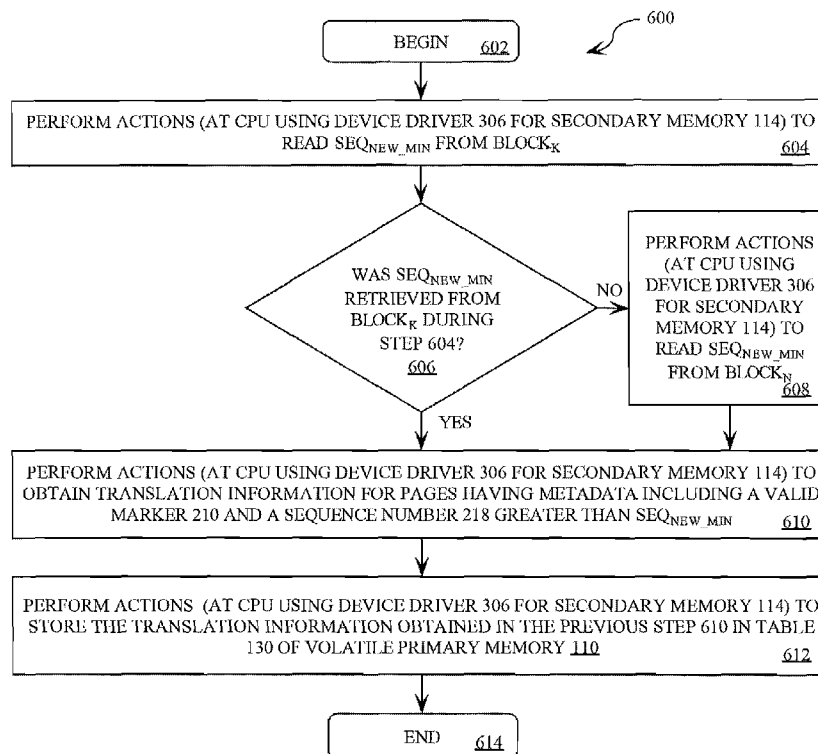 600
BEGIN 602
PERFORM ACTIONS (AT CPU USING DEVICE DRIVER 306 FOR SECONDARY MEMORY 114) TO
READ SEQNEW_MIN FROM BLOCKK
604
WAS SEQNEW_MIN
RETRIEVED FROM
BLOCKK DURING
STEP 604?
606
NO
YES
PERFORM ACTIONS
(AT CPU USING
DEVICE DRIVER 306
FOR SECONDARY
MEMORY 114) TO
READ SEQNEW_MIN
FROM BLOCKN
608
PERFORM ACTIONS (AT CPU USING DEVICE DRIVER 306 FOR SECONDARY MEMORY 114) TO
OBTAIN TRANSLATION INFORMATION FOR PAGES HAVING METADATA INCLUDING A VALID
MARKER 210 AND A SEQUENCE NUMBER 218 GREATER THAN SEQNEW_MIN
610
PERFORM ACTIONS (AT CPU USING DEVICE DRIVER 306 FOR SECONDARY MEMORY 114) TO
STORE THE TRANSLATION INFORMATION OBTAINED IN THE PREVIOUS STEP 610 IN TABLE
130 OF VOLATILE PRIMARY MEMORY 110
612
END 614